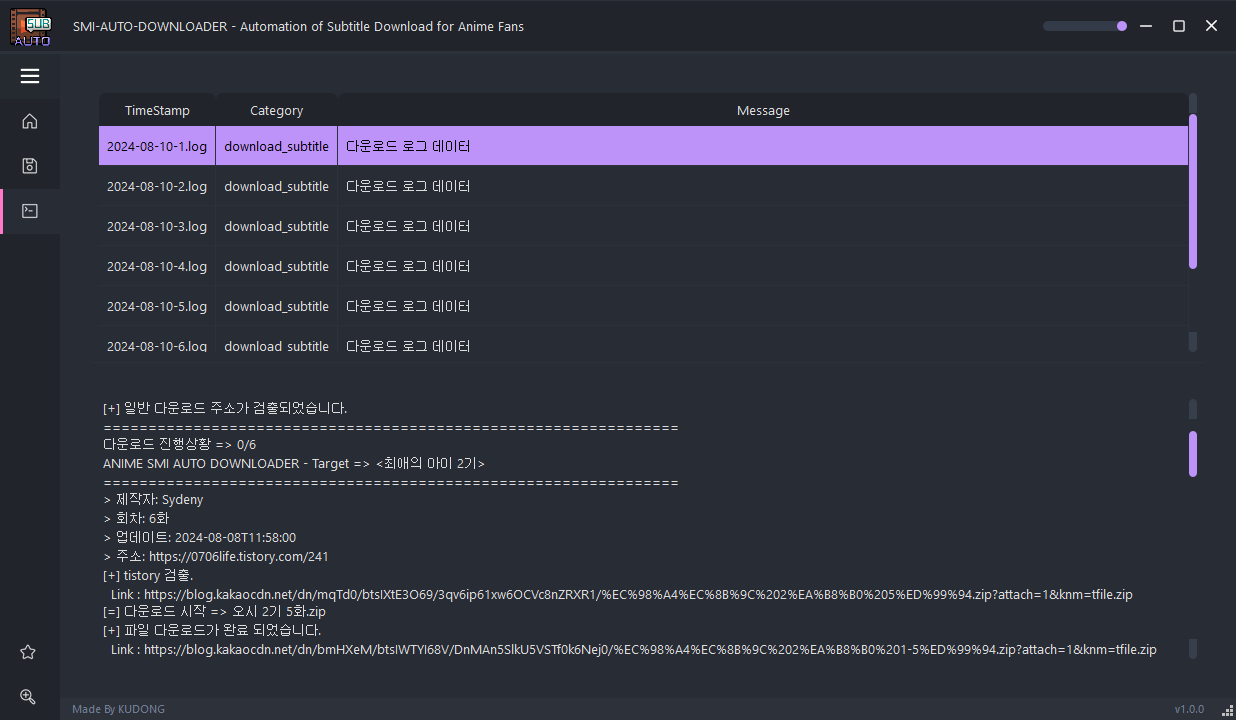 SUB
AUTO
SMI-AUTO-DOWNLOADER - Automation of Subtitle Download for Anime Fans
TimeStamp Category Message
2024-08-10-1.log download_subtitle 다운로드 로그 데이터
2024-08-10-2.log download_subtitle 다운로드 로그 데이터
2024-08-10-3.log download_subtitle 다운로드 로그 데이터
2024-08-10-4.log download_subtitle 다운로드 로그 데이터
2024-08-10-5.log download_subtitle 다운로드 로그 데이터
2024-08-10-6.log download_subtitle 다운로드 로그 데이터
[+] 일반 다운로드 주소가 검출되었습니다.
================================================================
다운로드 진행상황 => 0/6
ANIME SMI AUTO DOWNLOADER - Target => <최애의 아이 2기>
================================================================
> 제작자: Sydeny
> 회차: 6화
> 업데이트: 2024-08-08T11:58:00
> 주소: https://0706life.tistory.com/241
[+] tistory 검출.
Link : https://blog.kakaocdn.net/dn/mqTd0/btsIXtE3O69/3qv6ip61xw6OCVc8nZRXR1/%EC%98%A4%EC%8B%9C%202%EA%B8%B0%205%ED%99%94.zip?attach=1&knm=tfile.zip
[=] 다운로드 시작 => 오시 2기 5화.zip
[+] 파일 다운로드가 완료 되었습니다.
Link : https://blog.kakaocdn.net/dn/bmHXeM/btsIWTYI68V/DnMAn5SlkU5VSTf0k6Nej0/%EC%98%A4%EC%8B%9C%202%EA%B8%B0%201-5%ED%99%94.zip?attach=1&knm=tfile.zip
Made By KUDONG
v1.0.0